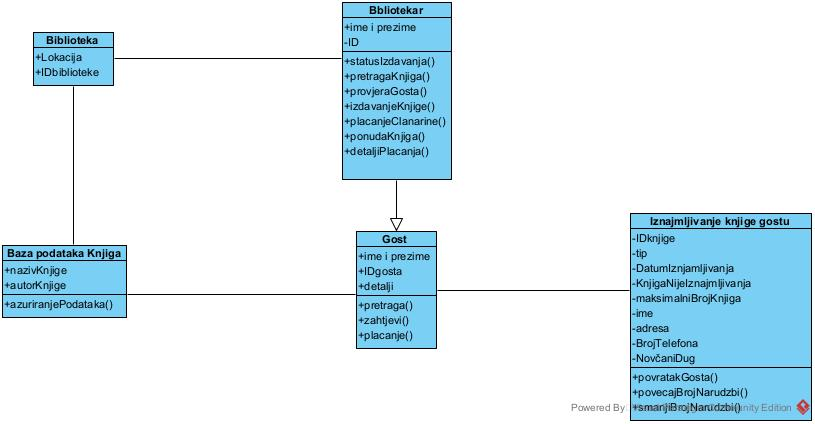 Biblioteka
+Lokacija
+IDbiblioteke
Bbliotekar
+ime i prezime
-ID
+statusIzdavanja()
+pretragaKnjiga()
+provjeraGosta()
+izdavanjeKnjige()
+placanjeClanarine()
+ponudaKnjiga()
+detaljiPlacanja()
Baza podataka Knjiga
+nazivKnjige
+autorKnjige
+azuriranjePodataka()
Gost
+ime i prezime
+IDgosta
+detalji
+pretraga()
+zahtjevi()
+placanje()
Iznajmljivanje knjige gostu
-IDknjige
-tip
-DatumIznjamljivanja
-KnjigaNijeIznajmljivanja
-maksimalniBrojKnjiga
-ime
-adresa
-BrojTelefona
-NovčaniDug
+povratakGosta()
+povecajBrojNarudzbi()
+smanjiBrojNarudzbi()
Powered By Community Edition